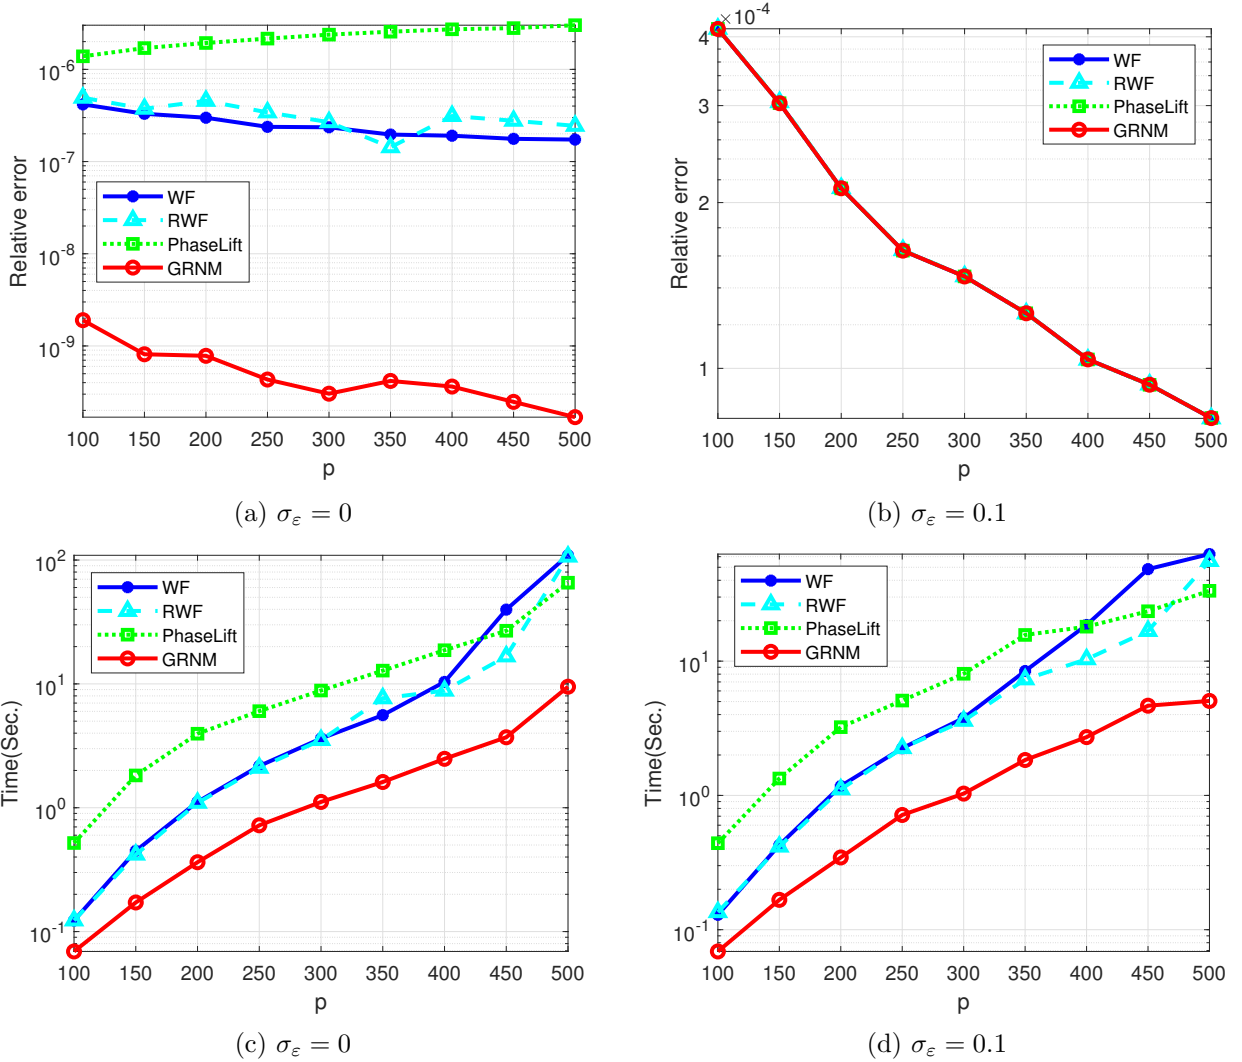 10^-6
10^-7
10^-8
10^-9
Relative error
WF
RWF
PhaseLift
GRNM
100 150 200 250 300 350 400 450 500
p
(a) σ_ε = 0
×10^-4
4
3
2
1
Relative error
WF
RWF
PhaseLift
GRNM
100 150 200 250 300 350 400 450 500
p
(b) σ_ε = 0.1
10^2
10^1
10^0
10^-1
Time(Sec.)
WF
RWF
PhaseLift
GRNM
100 150 200 250 300 350 400 450 500
p
(c) σ_ε = 0
10^1
10^0
10^-1
Time(Sec.)
WF
RWF
PhaseLift
GRNM
100 150 200 250 300 350 400 450 500
p
(d) σ_ε = 0.1